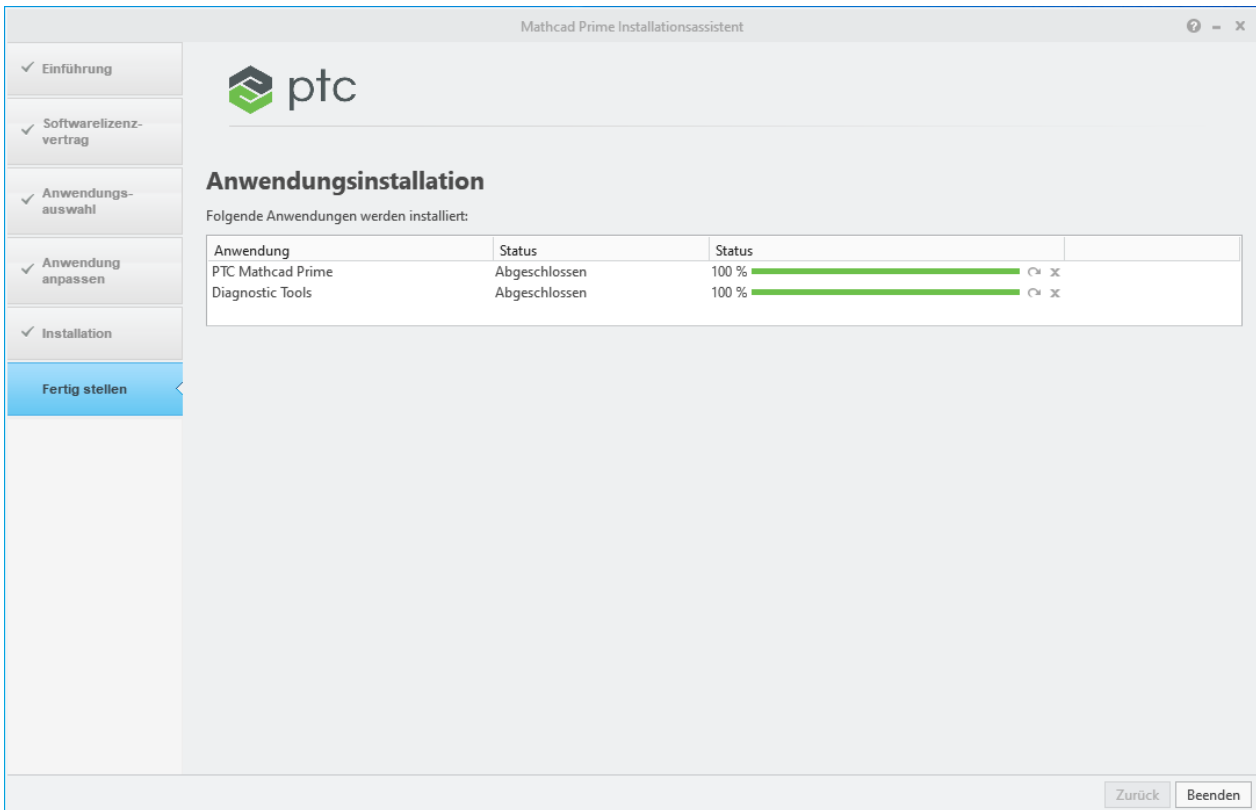 Mathcad Prime Installationsassistent
Einführung
Softwarelizenz-
vertrag
Anwendungs-
auswahl
Anwendung
anpassen
Installation
Fertig stellen
ptc
Anwendungsinstallation
Folgende Anwendungen werden installiert:
Anwendung Status Status
PTC Mathcad Prime Abgeschlossen 100 %
Diagnostic Tools Abgeschlossen 100 %
Zurück Beenden